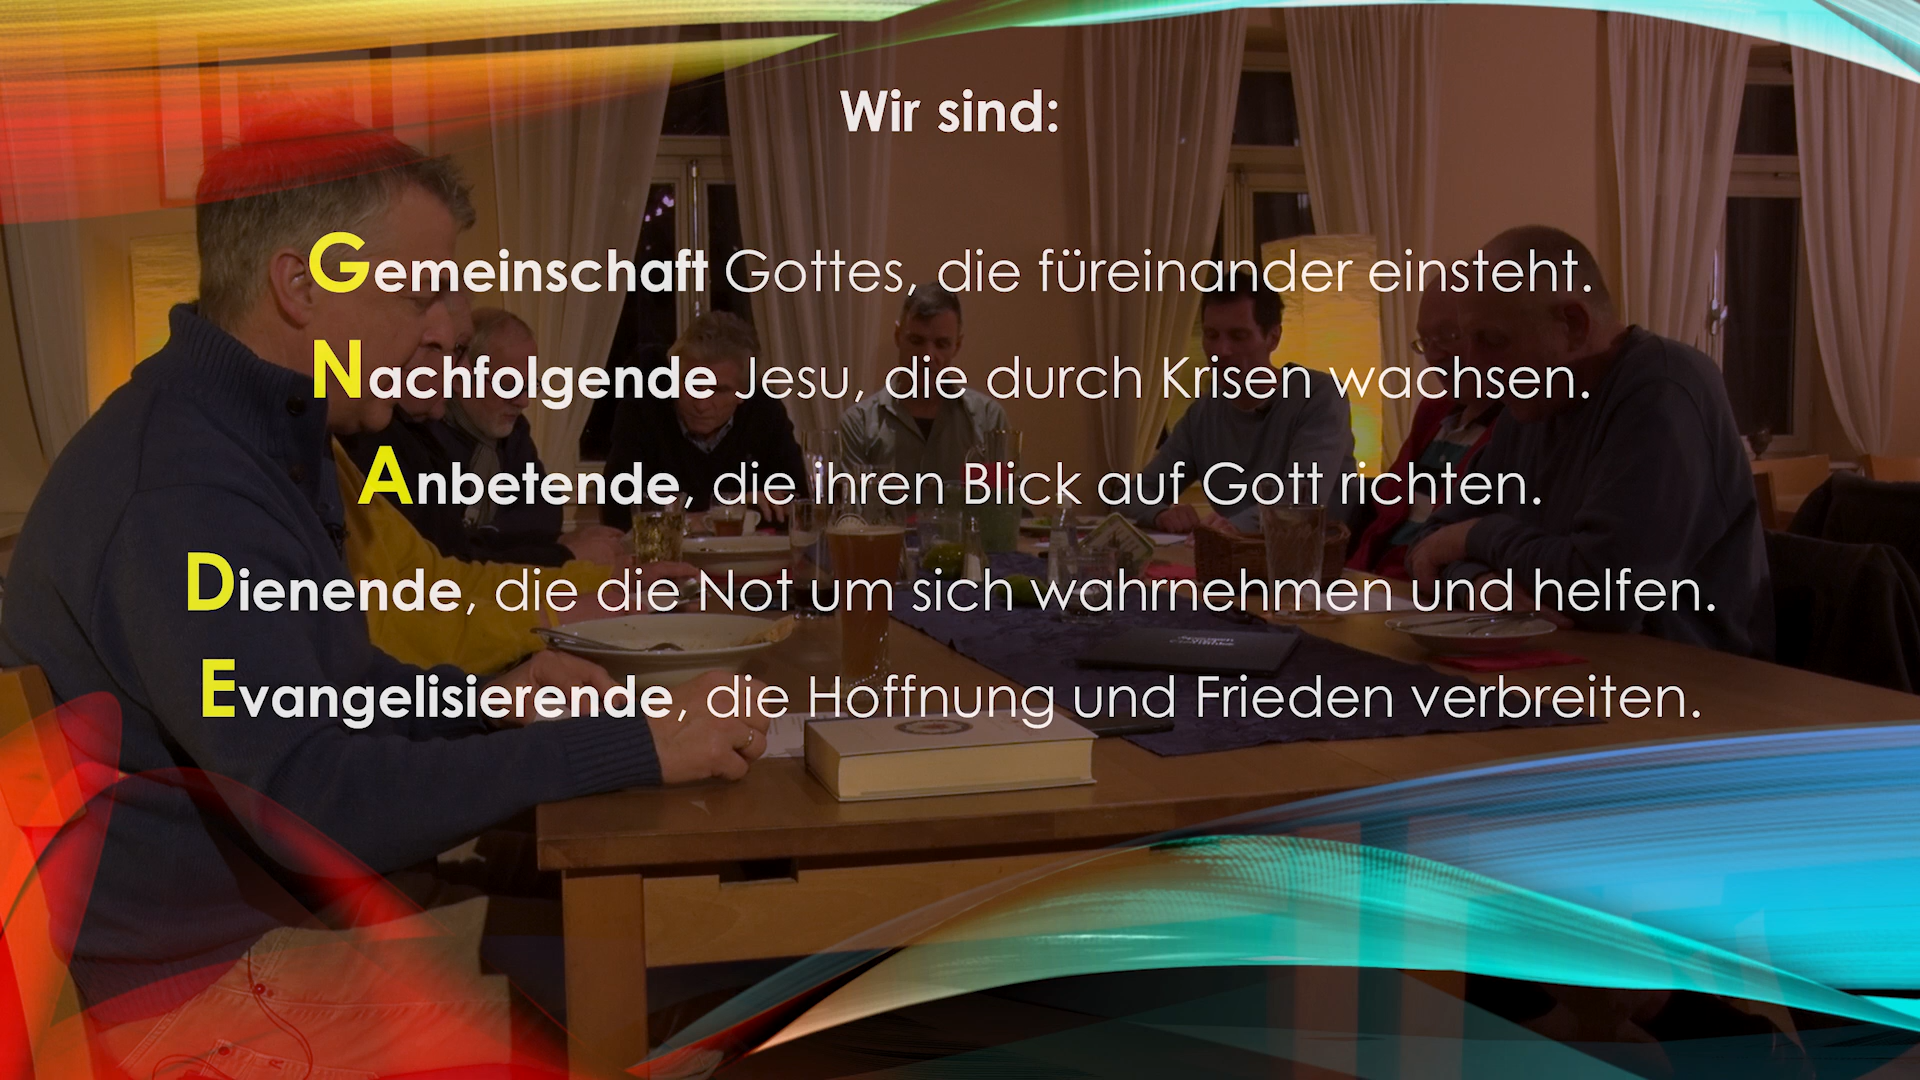 Wir sind:
Gemeinschaft Gottes, die füreinander einsteht.
Nachfolgende Jesu, die durch Krisen wachsen.
Anbetende, die ihren Blick auf Gott richten.
Dienende, die die Not um sich wahrnehmen und helfen.
Evangelisierende, die Hoffnung und Frieden verbreiten.